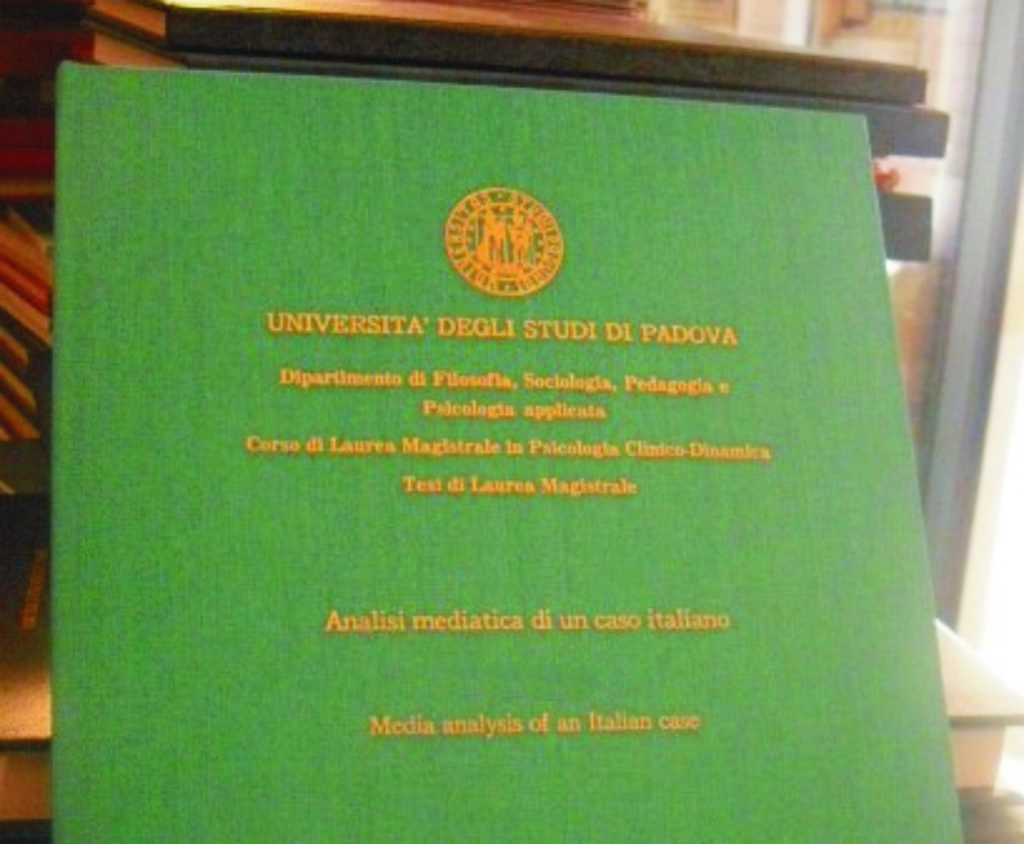 UNIVERSITA' DEGLI STUDI DI PADOVA
Dipartimento di Filosofia, Sociologia, Pedagogia e
Psicologia applicata
Corso di Laurea Magistrale in Psicologia Clinico-Dinamica
Tesi di Laurea Magistrale
Analisi mediatica di un caso italiano
Media analysis of an Italian case